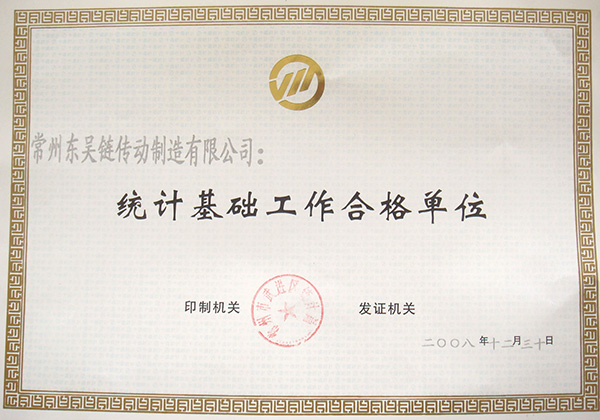 常州东吴链传动制造有限公司：
统计基础工作合格单位
印制机关 发证机关
二〇〇八年十二月三十日